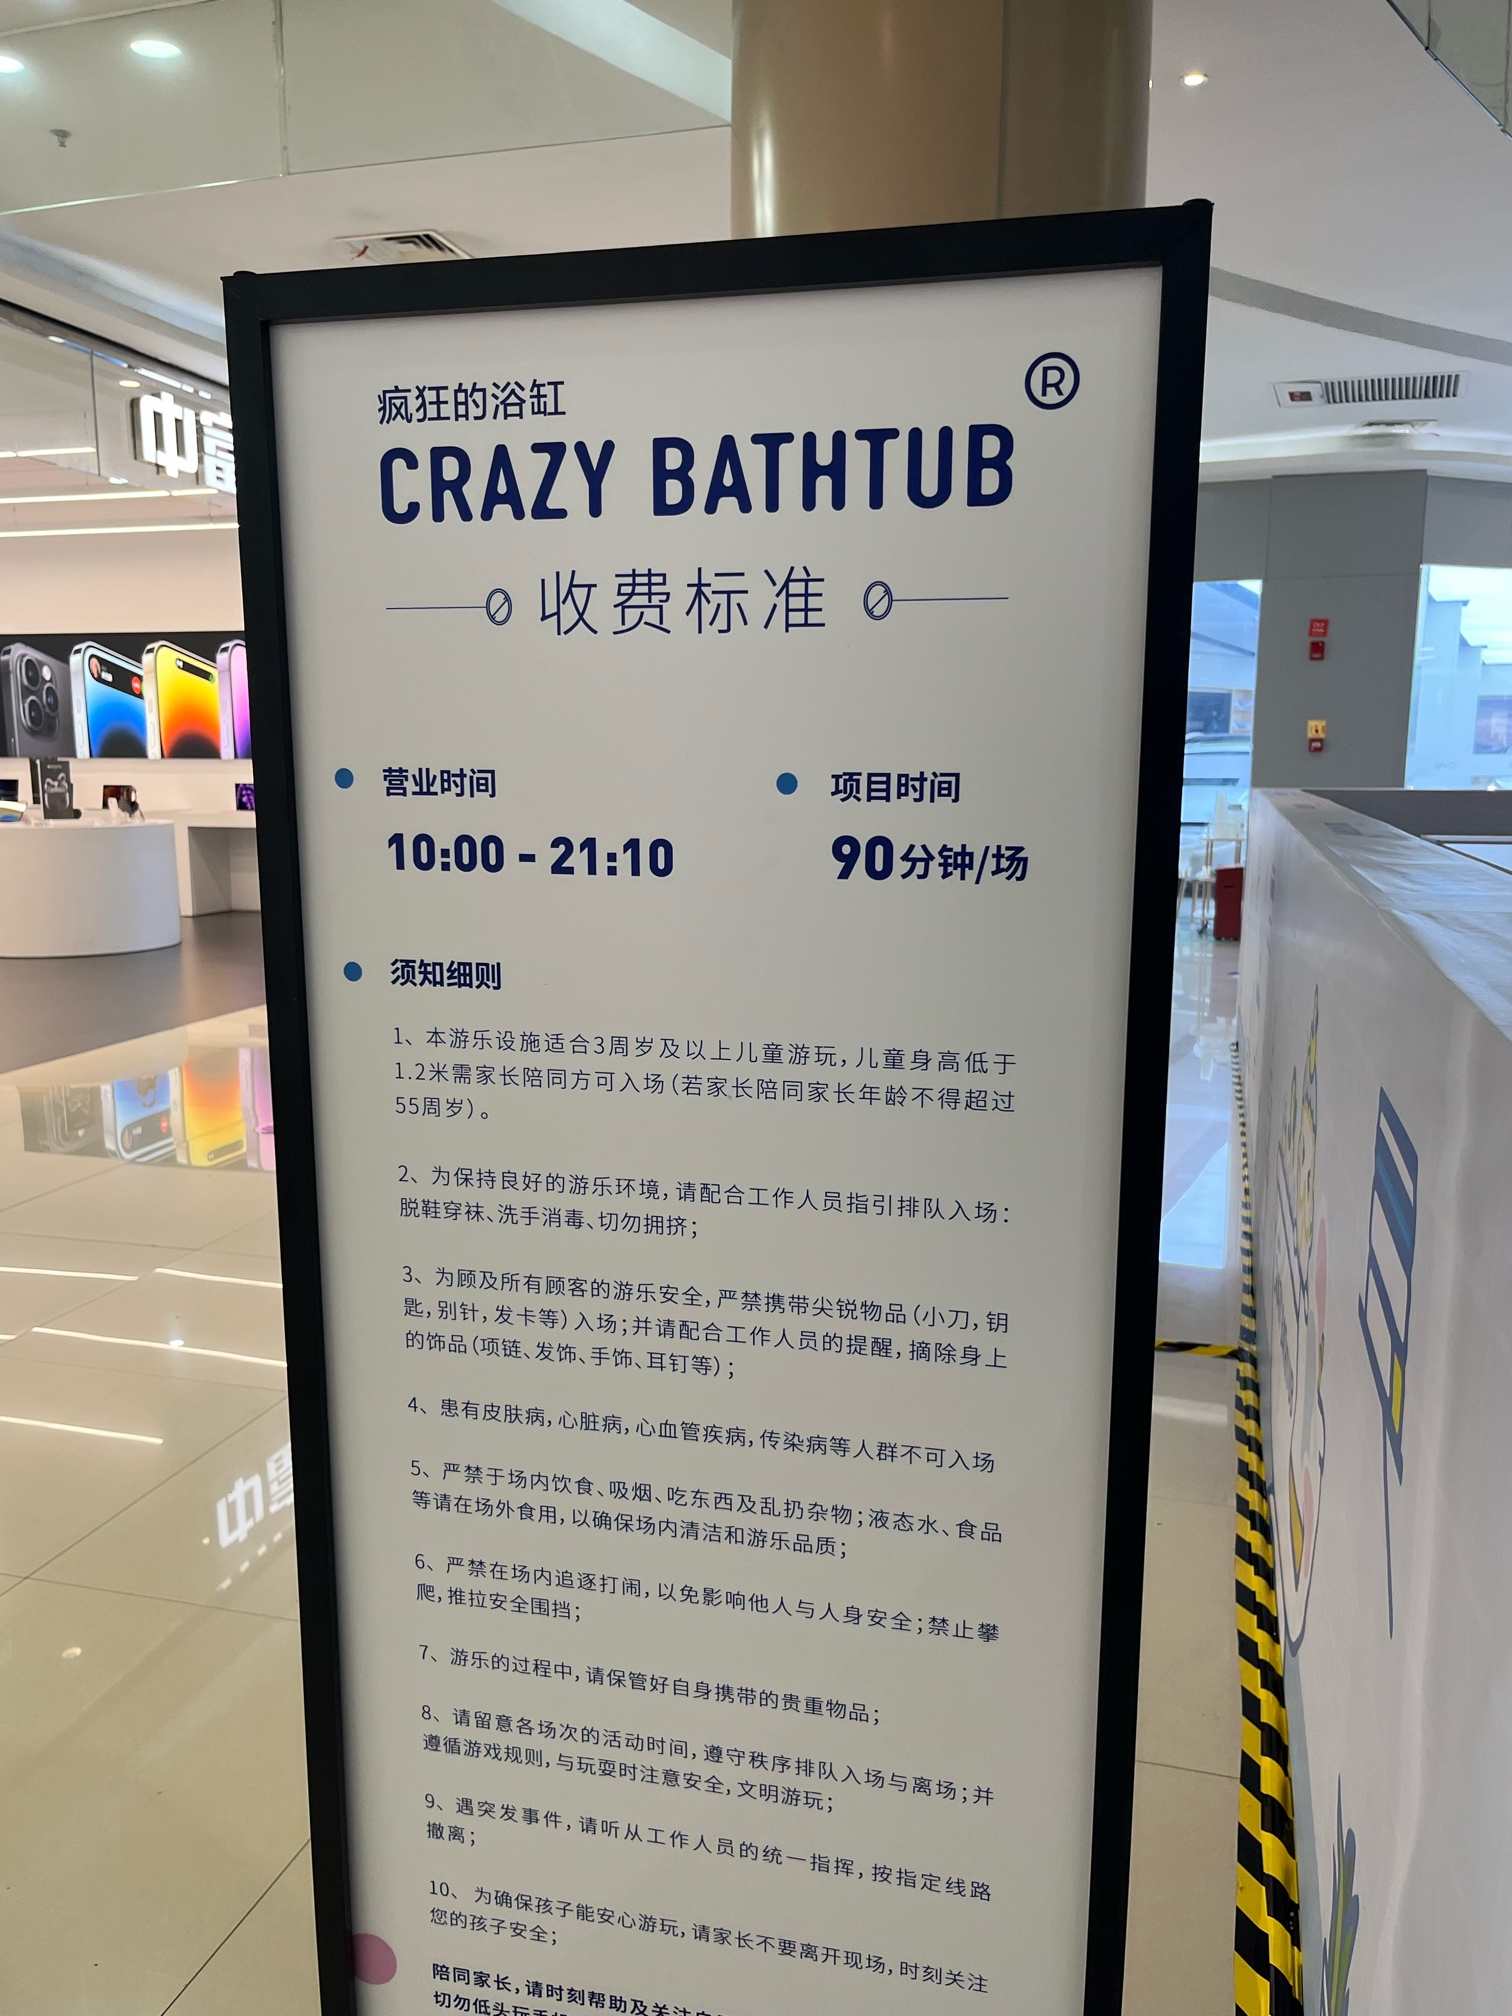 疯狂的浴缸
®
CRAZY BATHTUB
收费标准
营业时间
项目时间
10:00 - 21:10
90分钟/场
须知细则
1、本游乐设施适合3周岁及以上儿童游玩，儿童身高低于
1.2米需家长陪同方可入场（若家长陪同家长年龄不得超过
55周岁）。
2、为保持良好的游乐环境，请配合工作人员指引排队入场：
脱鞋穿袜、洗手消毒、切勿拥挤；
3、为顾及所有顾客的游乐安全，严禁携带尖锐物品（小刀，钥
匙，别针，发卡等）入场；并请配合工作人员的提醒，摘除身上
的饰品（项链、发饰、手饰、耳钉等）；
4、患有皮肤病，心脏病，心血管疾病，传染病等人群不可入场
5、严禁于场内饮食、吸烟、吃东西及乱扔杂物；液态水、食品
等请在场外食用，以确保场内清洁和游乐品质；
6、严禁在场内追逐打闹，以免影响他人与人身安全；禁止攀
爬，推拉安全围挡；
7、游乐的过程中，请保管好自身携带的贵重物品；
8、请留意各场次的活动时间，遵守秩序排队入场与离场；并
遵循游戏规则，与玩耍时注意安全，文明游玩；
9、遇突发事件，请听从工作人员的统一指挥，按指定线路
撤离；
10、 为确保孩子能安心游玩，请家长不要离开现场，时刻关注
您的孩子安全；
陪同家长，请时刻帮助及关注
切勿低头玩手机
中